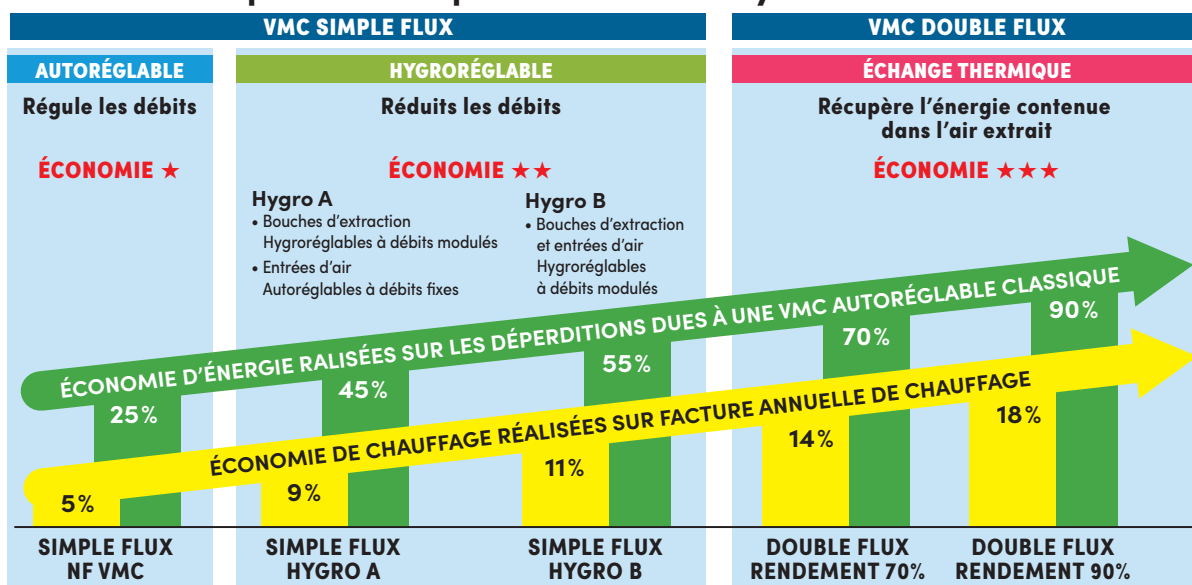 VMC SIMPLE FLUX
VMC DOUBLE FLUX
AUTORÉGLABLE
HYGRORÉGLABLE
ÉCHANGE THERMIQUE
Régule les débits
Réduits les débits
Récupère l’énergie contenue
dans l’air extrait
ÉCONOMIE ★
ÉCONOMIE ★★
ÉCONOMIE ★★★
Hygro A
• Bouches d’extraction
Hygroréglables à débits modulés
• Entrées d’air
Autoréglables à débits fixes
Hygro B
• Bouches d’extraction
et entrées d’air
Hygroréglables
à débits modulés
ÉCONOMIE D’ÉNERGIE RALISÉES SUR LES DÉPERDITIONS DUES À UNE VMC AUTORÉGLABLE CLASSIQUE
25%
45%
55%
70%
90%
ÉCONOMIE DE CHAUFFAGE RÉALISÉES SUR FACTURE ANNUELLE DE CHAUFFAGE
5%
9%
11%
14%
18%
SIMPLE FLUX
NF VMC
SIMPLE FLUX
HYGRO A
SIMPLE FLUX
HYGRO B
DOUBLE FLUX
RENDEMENT 70%
DOUBLE FLUX
RENDEMENT 90%